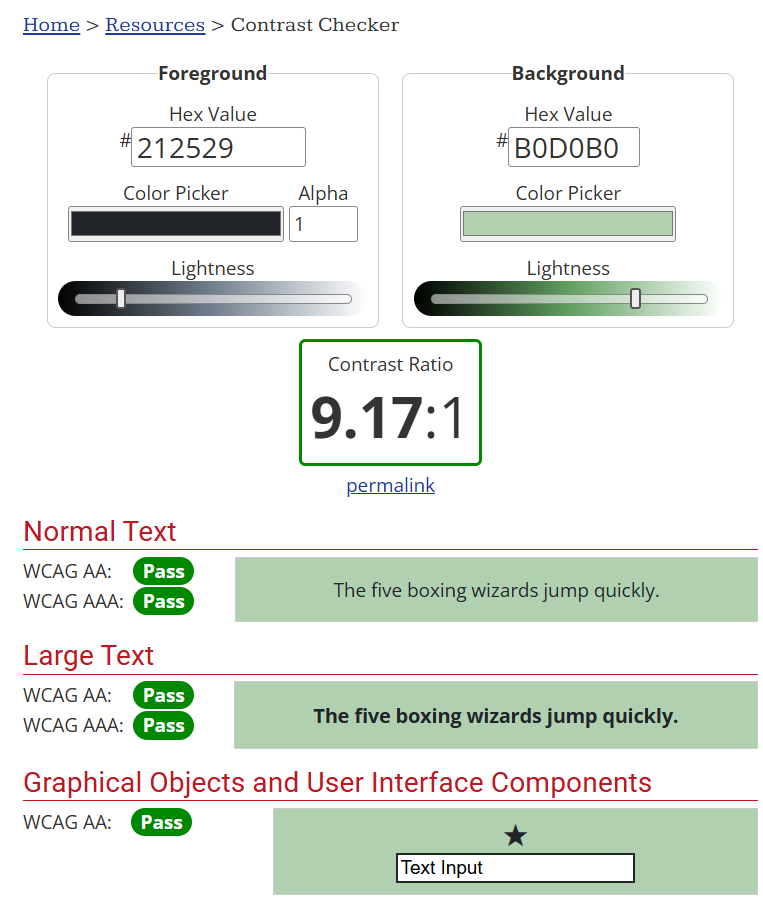 Home > Resources > Contrast Checker
Foreground
Hex Value
#212529
Color Picker Alpha
1
Lightness
Background
Hex Value
#B0D0B0
Color Picker
Lightness
Contrast Ratio
9.17:1
permalink
Normal Text
WCAG AA: Pass
WCAG AAA: Pass
The five boxing wizards jump quickly.
Large Text
WCAG AA: Pass
WCAG AAA: Pass
The five boxing wizards jump quickly.
Graphical Objects and User Interface Components
WCAG AA: Pass
★
Text Input